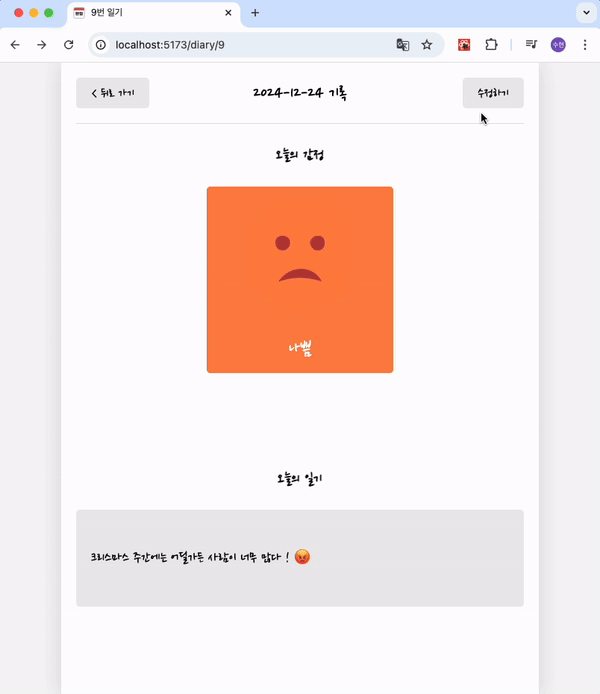 9번 일기
localhost:5173/diary/9
수현
< 뒤로 가기
2024-12-24 기록
수정하기
오늘의 감정
나쁨
오늘의 일기
크리스마스 주간에는 어딜가든 사람이 너무 많다 ! 😡